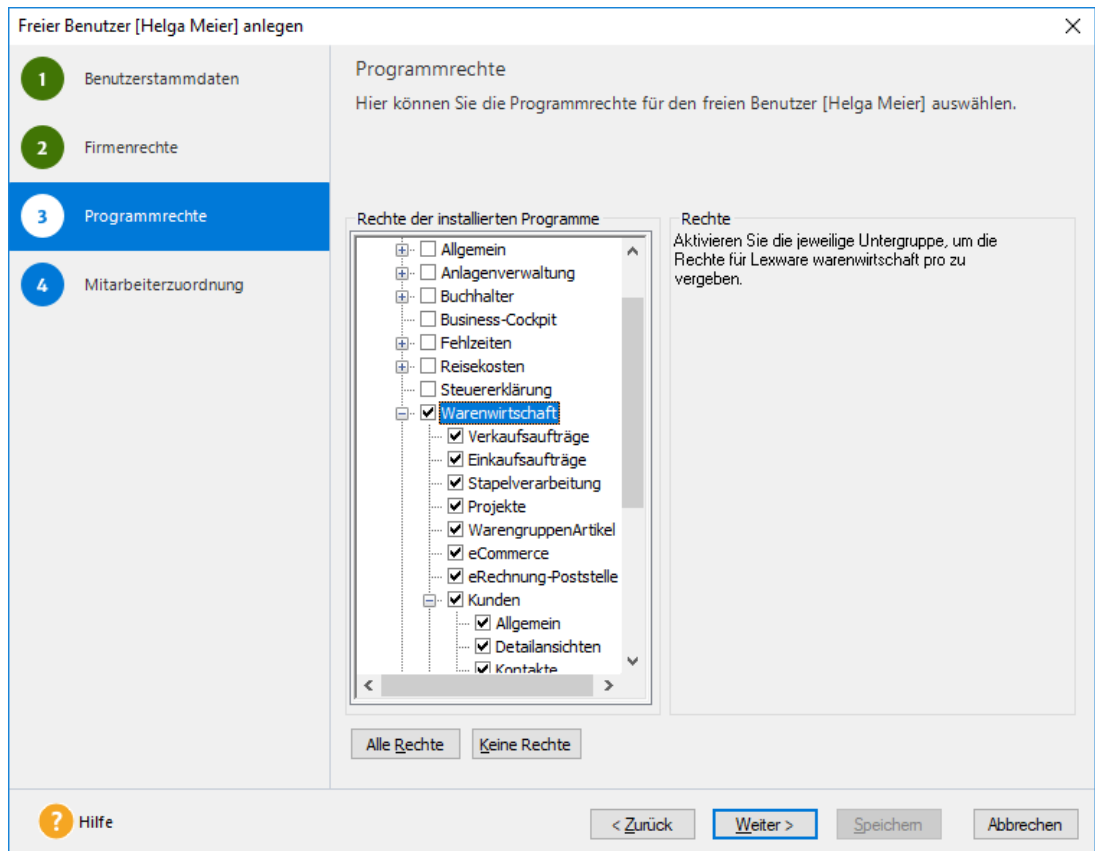 Freier Benutzer [Helga Meier] anlegen
1 Benutzerstammdaten
2 Firmenrechte
3 Programmrechte
4 Mitarbeiterzuordnung
Programmrechte
Hier können Sie die Programmrechte für den freien Benutzer [Helga Meier] auswählen.
Rechte der installierten Programme
Allgemein
Anlagenverwaltung
Buchhalter
Business-Cockpit
Fehlzeiten
Reisekosten
Steuererklärung
Warenwirtschaft
Verkaufsaufträge
Einkaufsaufträge
Stapelverarbeitung
Projekte
WarengruppenArtikel
eCommerce
eRechnung-Poststelle
Kunden
Allgemein
Detailansichten
Kontakte
Rechte
Aktivieren Sie die jeweilige Untergruppe, um die
Rechte für Lexware warenwirtschaft pro zu
vergeben.
Alle Rechte
Keine Rechte
? Hilfe
< Zurück
Weiter >
Speichern
Abbrechen